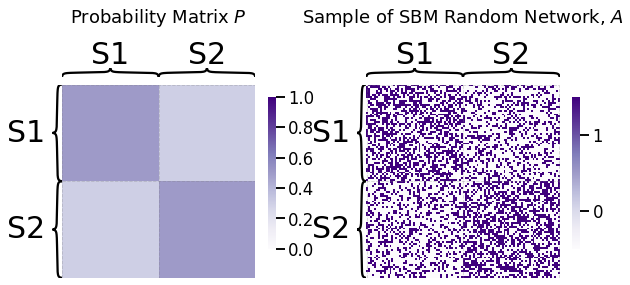 Probability Matrix P
S1 S2
S1
S2
1.0
0.8
0.6
0.4
0.2
0.0
Sample of SBM Random Network, A
S1 S2
S1
S2
1
0